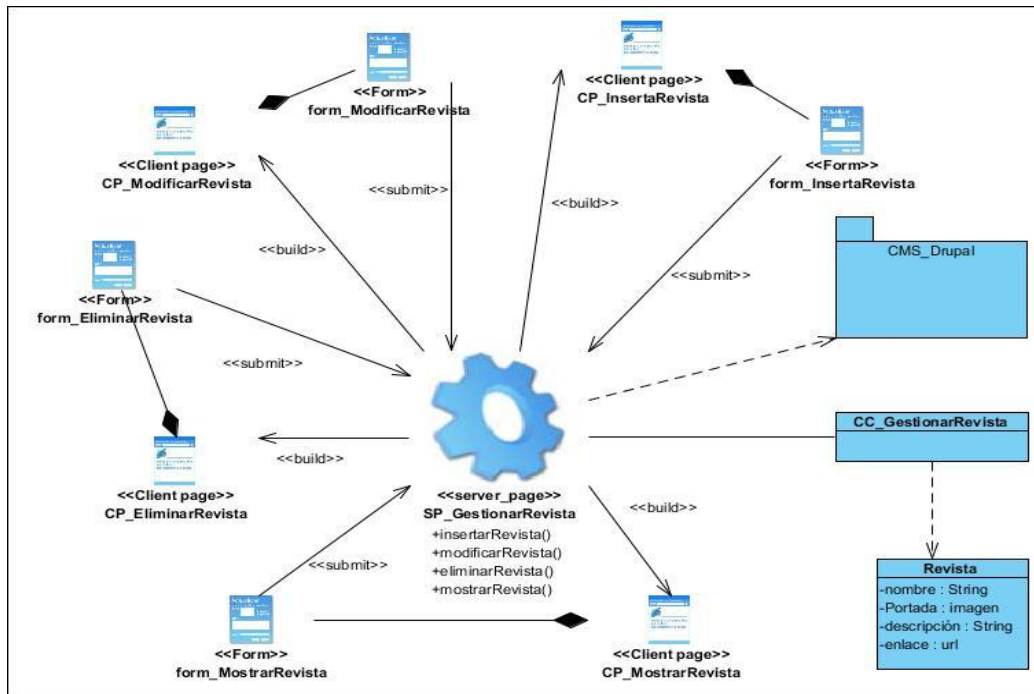 <<Form>>
form_ModificarRevista
<<Client page>>
CP_InsertaRevista
<<Client page>>
CP_ModificarRevista
<<Form>>
form_InsertaRevista
<<submit>>
<<build>>
<<build>>
<<submit>>
CMS_Drupal
<<Form>>
form_EliminarRevista
<<submit>>
<<build>>
CC_GestionarRevista
<<Client page>>
CP_EliminarRevista
<<server_page>>
SP_GestionarRevista
+insertarRevista()
+modificarRevista()
+eliminarRevista()
+mostrarRevista()
<<build>>
<<submit>>
Revista
-nombre : String
-Portada : imagen
-descripción : String
-enlace : url
<<Form>>
form_MostrarRevista
<<Client page>>
CP_MostrarRevista